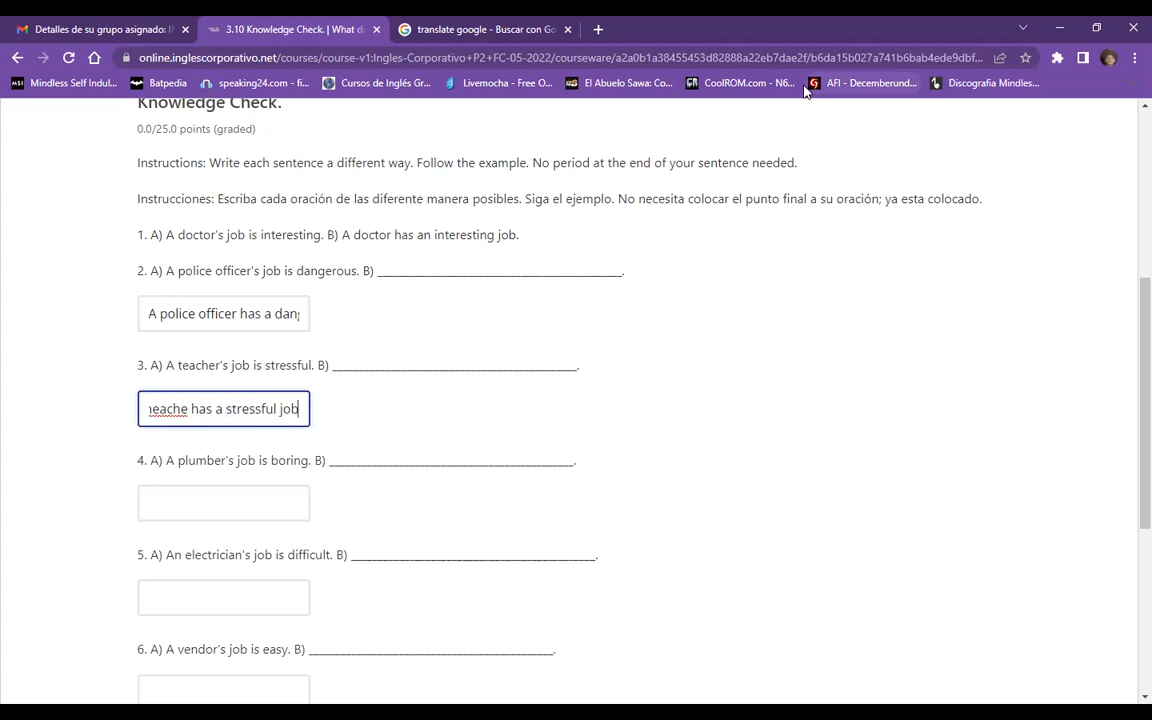 Detalles de su grupo asignado: I
3.10 Knowledge Check. | What d
translate google - Buscar con Go
online.inglescorporativo.net/courses/course-v1:Ingles-Corporativo+P2+FC-05-2022/courseware/a2a0b1a38455453d82888a22eb7dae2f/b6da15b027a741b6bab4ede9dbf...
Mindless Self Indul... Batpedia speaking24.com - fi... Cursos de Inglés Gr... Livemocha - Free O... El Abuelo Sawa: Co... CoolROM.com - N6... AFI - Decemberund... Discografia Mindles...
Knowledge Check.
0.0/25.0 points (graded)
Instructions: Write each sentence a different way. Follow the example. No period at the end of your sentence needed.
Instrucciones: Escriba cada oración de las diferente manera posibles. Siga el ejemplo. No necesita colocar el punto final a su oración; ya esta colocado.
1. A) A doctor's job is interesting. B) A doctor has an interesting job.
2. A) A police officer's job is dangerous. B) ___________________________________.
A police officer has a dang
3. A) A teacher's job is stressful. B) ___________________________________.
heache has a stressful job
4. A) A plumber's job is boring. B) ___________________________________.
5. A) An electrician's job is difficult. B) ___________________________________.
6. A) A vendor's job is easy. B) ___________________________________.